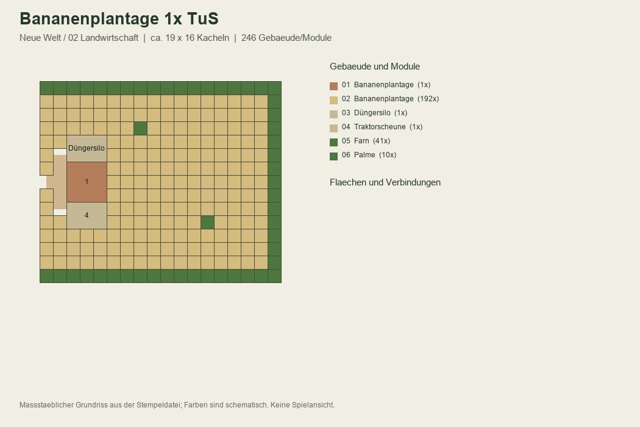 Bananenplantage 1x TuS
Neue Welt / 02 Landwirtschaft | ca. 19 x 16 Kacheln | 246 Gebaeude/Module
Gebaeude und Module
01 Bananenplantage (1x)
02 Bananenplantage (192x)
03 Düngersilo (1x)
04 Traktorscheune (1x)
05 Farn (41x)
06 Palme (10x)
Flaechen und Verbindungen
Düngersilo
1
4
Massstaeblicher Grundriss aus der Stempeldatei; Farben sind schematisch. Keine Spielansicht.